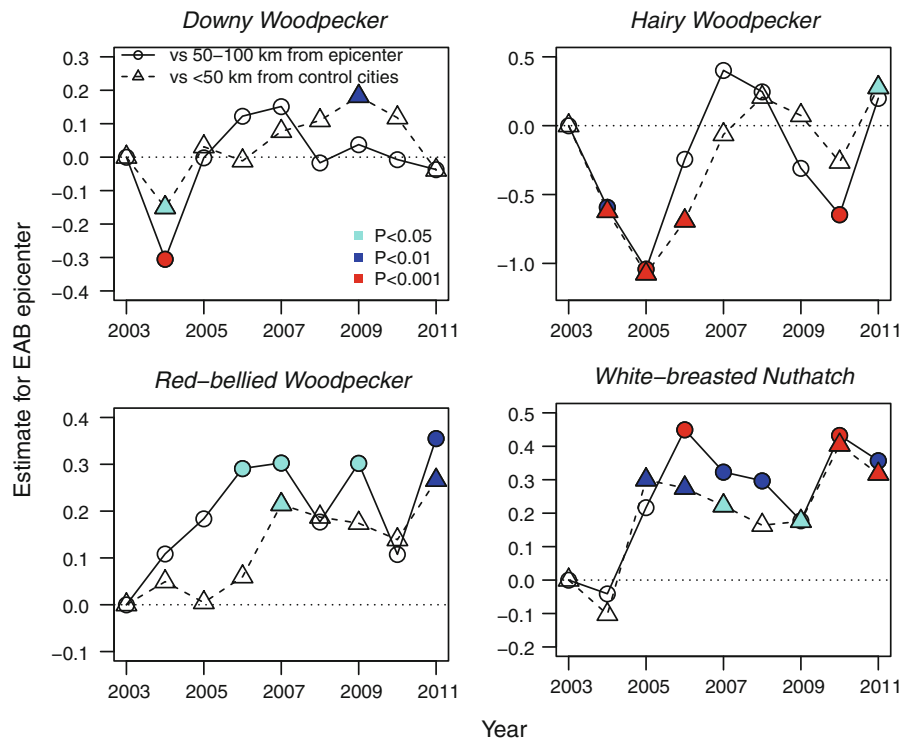 Downy Woodpecker
Hairy Woodpecker
vs 50–100 km from epicenter
vs <50 km from control cities
0.3
0.2
0.1
0.0
−0.1
−0.2
−0.3
−0.4
P<0.05
P<0.01
P<0.001
2003 2005 2007 2009 2011
0.5
0.0
−0.5
−1.0
2003 2005 2007 2009 2011
Estimate for EAB epicenter
Red−bellied Woodpecker
White−breasted Nuthatch
0.4
0.3
0.2
0.1
0.0
−0.1
2003 2005 2007 2009 2011
0.5
0.4
0.3
0.2
0.1
0.0
−0.1
−0.2
2003 2005 2007 2009 2011
Year